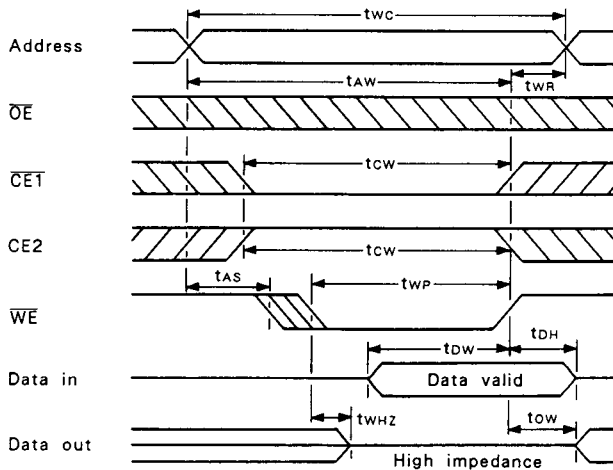 tWC
Address
tAW
tWR
OE
CE1
tCW
CE2
tCW
tAS
tWP
WE
tDW
tDH
Data in
Data valid
tWHZ
tOW
Data out
High impedance